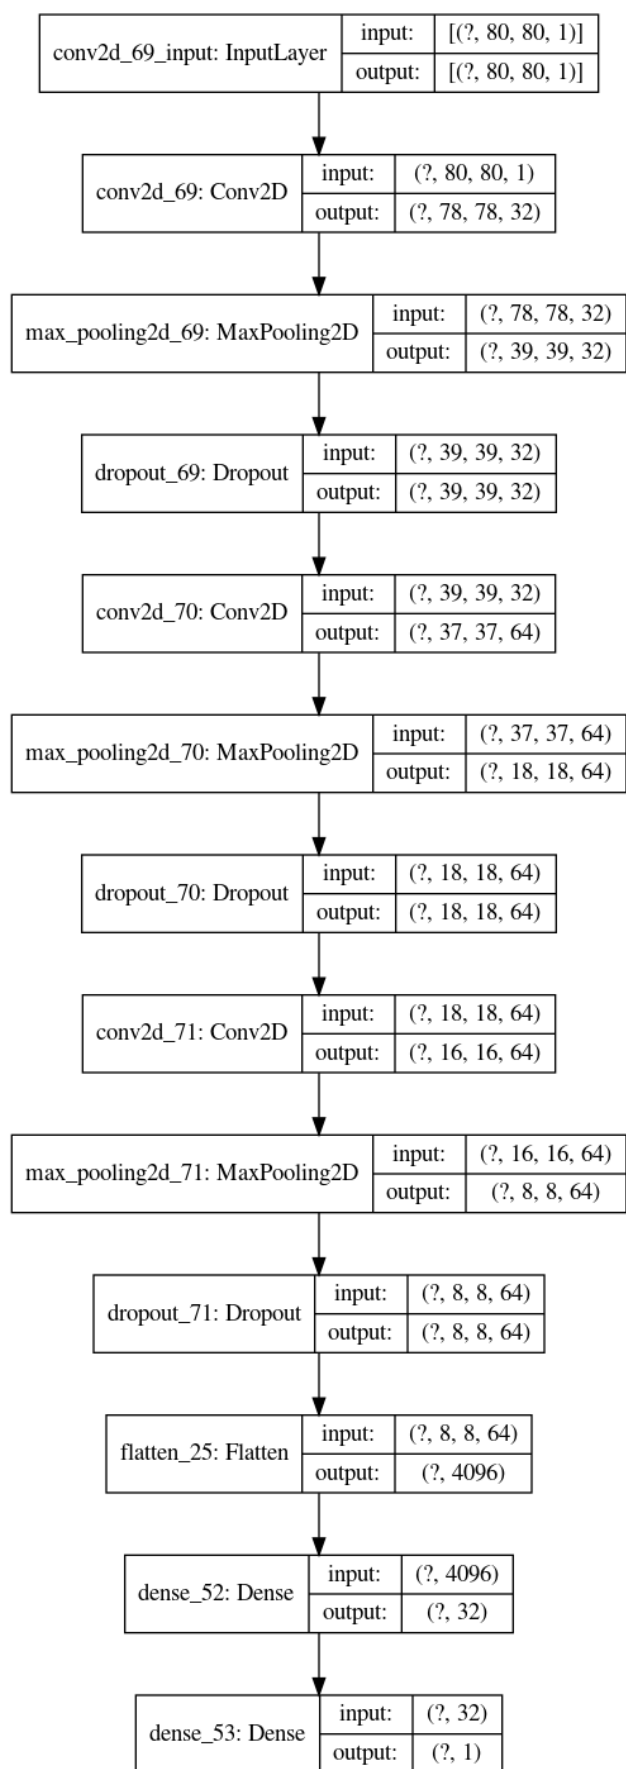 conv2d_69_input: InputLayer
input: [(?, 80, 80, 1)]
output: [(?, 80, 80, 1)]
conv2d_69: Conv2D
input: (?, 80, 80, 1)
output: (?, 78, 78, 32)
max_pooling2d_69: MaxPooling2D
input: (?, 78, 78, 32)
output: (?, 39, 39, 32)
dropout_69: Dropout
input: (?, 39, 39, 32)
output: (?, 39, 39, 32)
conv2d_70: Conv2D
input: (?, 39, 39, 32)
output: (?, 37, 37, 64)
max_pooling2d_70: MaxPooling2D
input: (?, 37, 37, 64)
output: (?, 18, 18, 64)
dropout_70: Dropout
input: (?, 18, 18, 64)
output: (?, 18, 18, 64)
conv2d_71: Conv2D
input: (?, 18, 18, 64)
output: (?, 16, 16, 64)
max_pooling2d_71: MaxPooling2D
input: (?, 16, 16, 64)
output: (?, 8, 8, 64)
dropout_71: Dropout
input: (?, 8, 8, 64)
output: (?, 8, 8, 64)
flatten_25: Flatten
input: (?, 8, 8, 64)
output: (?, 4096)
dense_52: Dense
input: (?, 4096)
output: (?, 32)
dense_53: Dense
input: (?, 32)
output: (?, 1)